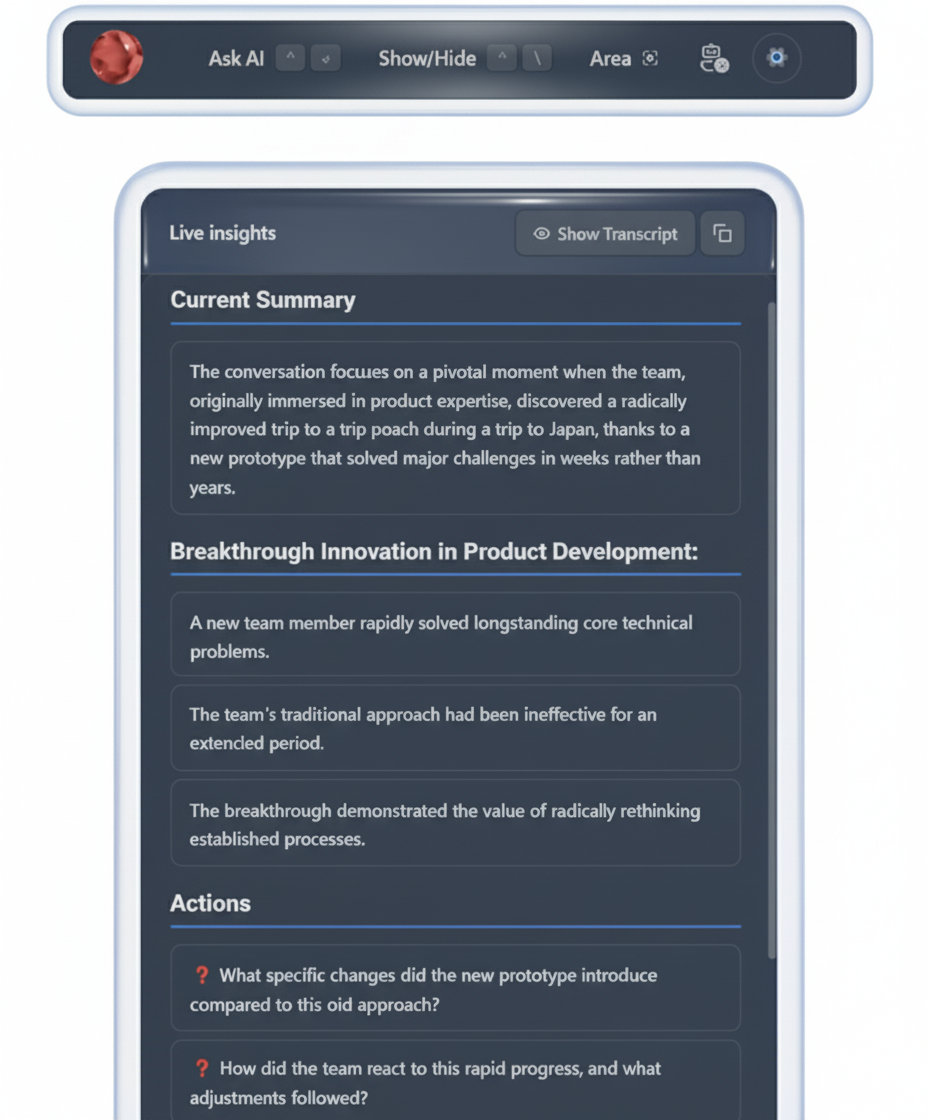 Ask AI ^ Show/Hide ^ \ Area
Live insights
Show Transcript
Current Summary
The conversation focuues on a pivotal moment when the team,
originally immersed in product expertise, discovered a radically
improved trip to a trip poach during a trip to Japan, thanks to a
new prototype that solved major challenges in weeks rather than
years.
Breakthrough Innovation in Product Development:
A new team member rapidly solved longstanding core technical
problems.
The team's traditional approach had been ineffective for an
extencled period.
The breakthrough demonstrated the value of radically rethinking
established processes.
Actions
❓ What specific changes did the new prototype introduce
compared to this oid approach?
❓ How did the team react to this rapid progress, and what
adjustments followed?